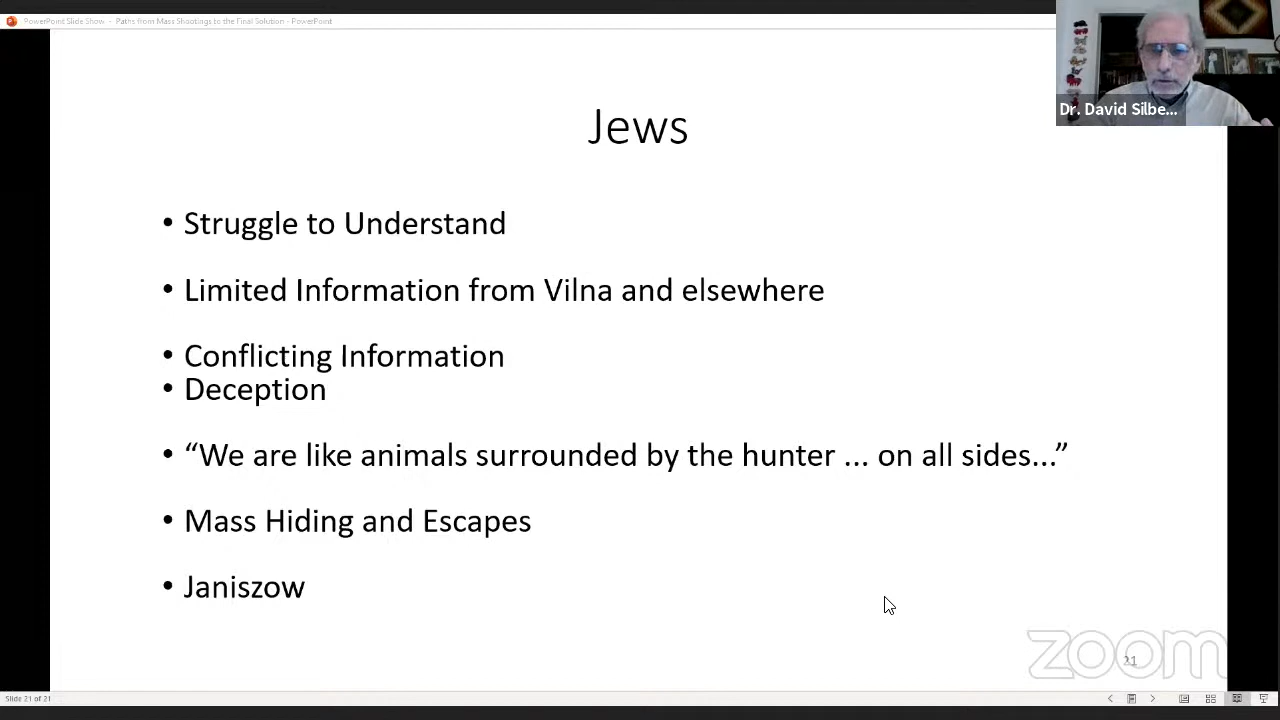 PowerPoint Slide Show - Paths from Mass Shootings to the Final Solution - PowerPoint
Dr. David Silbe...
Jews
• Struggle to Understand
• Limited Information from Vilna and elsewhere
• Conflicting Information
• Deception
• “We are like animals surrounded by the hunter ... on all sides...”
• Mass Hiding and Escapes
• Janiszow
zoom
21
Slide 21 of 21